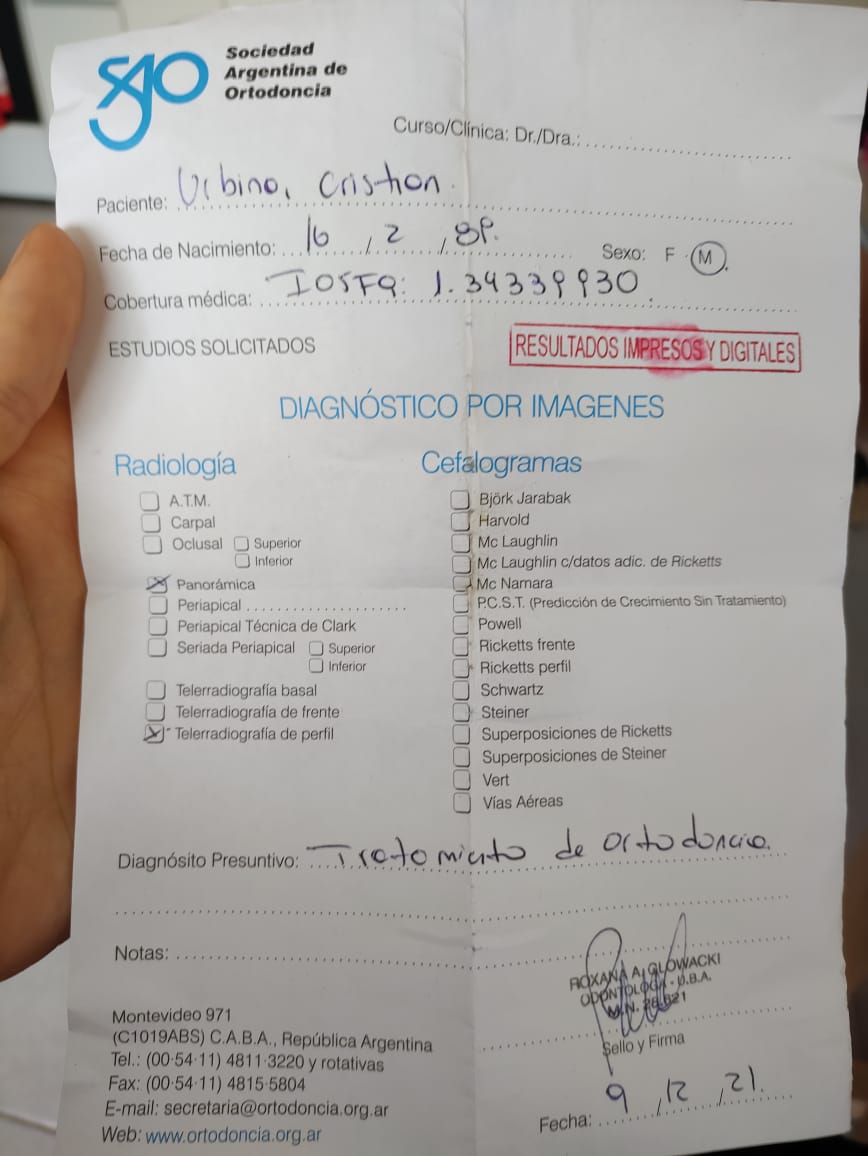 sao
Sociedad
Argentina de
Ortodoncia
Curso/Clínica: Dr./Dra.:
Paciente: Urbino, Cristian.
Fecha de Nacimiento: 16, 2, 89. Sexo: F M
Cobertura médica: IOSFA: 1.34339930
ESTUDIOS SOLICITADOS
RESULTADOS IMPRESOS Y DIGITALES
DIAGNÓSTICO POR IMAGENES
Radiología
A.T.M.
Carpal
Oclusal Superior
Inferior
Panorámica
Periapical
Periapical Técnica de Clark
Seriada Periapical Superior
Inferior
Telerradiografía basal
Telerradiografía de frente
Telerradiografía de perfil
Cefalogramas
Björk Jarabak
Harvold
Mc Laughlin
Mc Laughlin c/datos adic. de Ricketts
Mc Namara
P.C.S.T. (Predicción de Crecimiento Sin Tratamiento)
Powell
Ricketts frente
Ricketts perfil
Schwartz
Steiner
Superposiciones de Ricketts
Superposiciones de Steiner
Vert
Vías Aéreas
Diagnósito Presuntivo: Tratamiento de ortodoncia.
Notas:
ROXANA A. GLOWACKI
ODONTOLOGA - U.B.A.
M.N.
Sello y Firma
Montevideo 971
(C1019ABS) C.A.B.A., República Argentina
Tel.: (00-54-11) 4811-3220 y rotativas
Fax: (00-54-11) 4815-5804
E-mail: secretaria@ortodoncia.org.ar
Web: www.ortodoncia.org.ar
Fecha: 9, 12, 21.